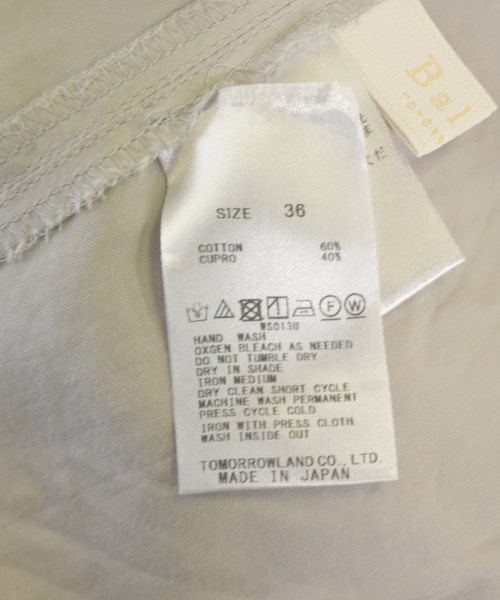 Bal
SIZE 36
COTTON 60%
CUPRO 40%
W5013U
HAND WASH
OXGEN BLEACH AS NEEDED
DO NOT TUMBLE DRY
DRY IN SHADE
IRON MEDIUM
DRY CLEAN SHORT CYCLE
MACHINE WASH PERMANENT
PRESS CYCLE COLD
IRON WITH PRESS CLOTH
WASH INSIDE OUT
TOMORROWLAND CO., LTD.
MADE IN JAPAN